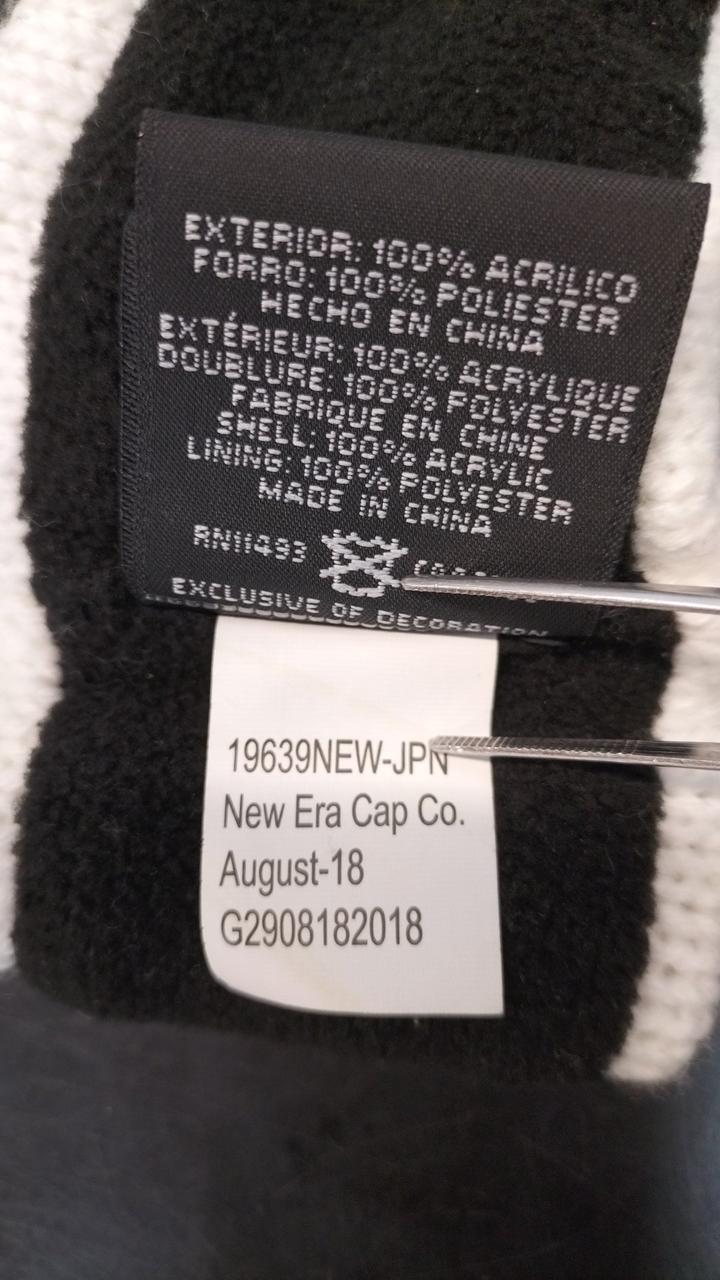 EXTERIOR: 100% ACRILICO
FORRO: 100% POLIESTER
HECHO EN CHINA
EXTÉRIEUR: 100% ACRYLIQUE
DOUBLURE: 100% POLYESTER
FABRIQUE EN CHINE
SHELL: 100% ACRYLIC
LINING: 100% POLYESTER
MADE IN CHINA
RN11493
EXCLUSIVE OF DECORATION
19639NEW-JPN
New Era Cap Co.
August-18
G2908182018